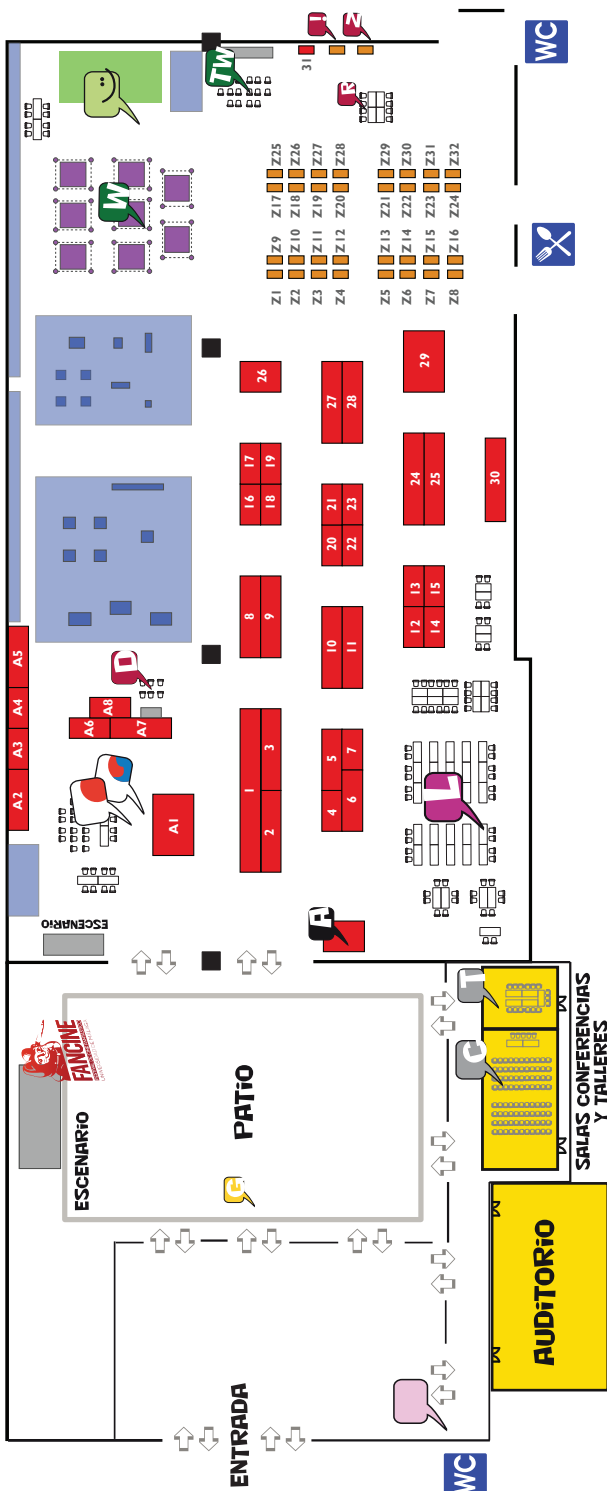 WC
!
N
31
TW
R
W
Z25
Z26
Z27
Z28
Z29
Z30
Z31
Z32
Z17
Z18
Z19
Z20
Z21
Z22
Z23
Z24
Z9
Z10
Z11
Z12
Z13
Z14
Z15
Z16
Z1
Z2
Z3
Z4
Z5
Z6
Z7
Z8
26
27
28
29
17
19
16
18
21
23
20
22
24
25
30
13
15
12
14
8
9
10
11
A5
A4
A3
A2
D
A8
A6
A7
A1
1
3
2
5
7
4
6
L
A
ESCENARiO
T
G
SALAS CONFERENCIAS
Y TALLERES
FANCINE
ESCENARiO
PATiO
G
AUDiTORiO
ENTRADA
WC